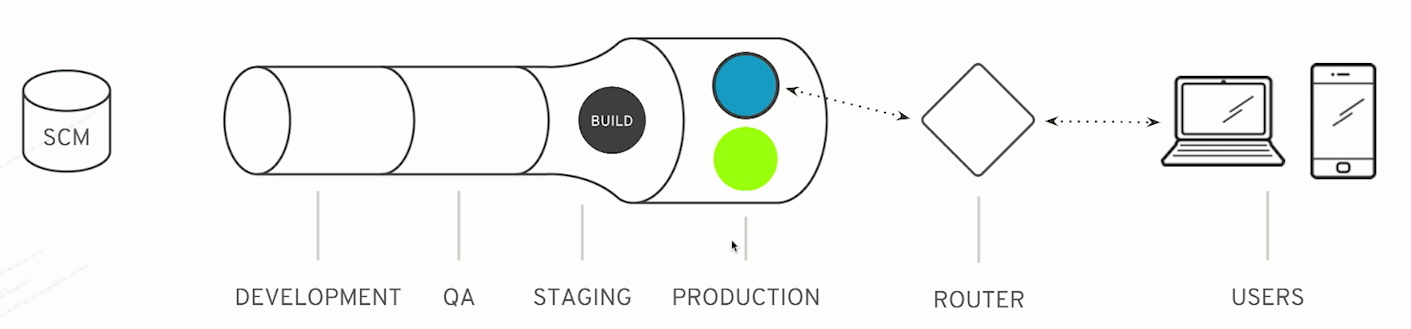 SCM
BUILD
DEVELOPMENT
QA
STAGING
PRODUCTION
ROUTER
USERS